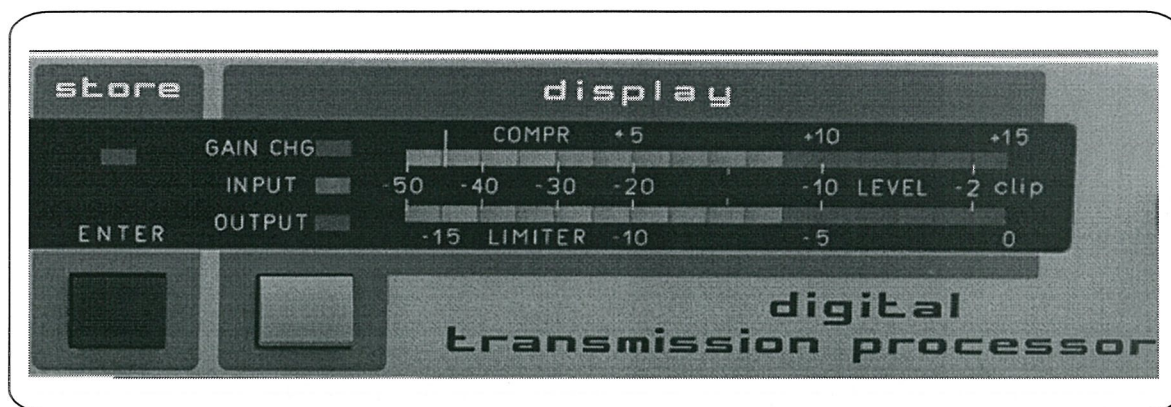 store
display
COMPR +5 +10 +15
GAIN CHG
INPUT
-50 -40 -30 -20 -10 LEVEL -2 clip
OUTPUT
ENTER
-15 LIMITER -10 -5 0
digital
transmission processor